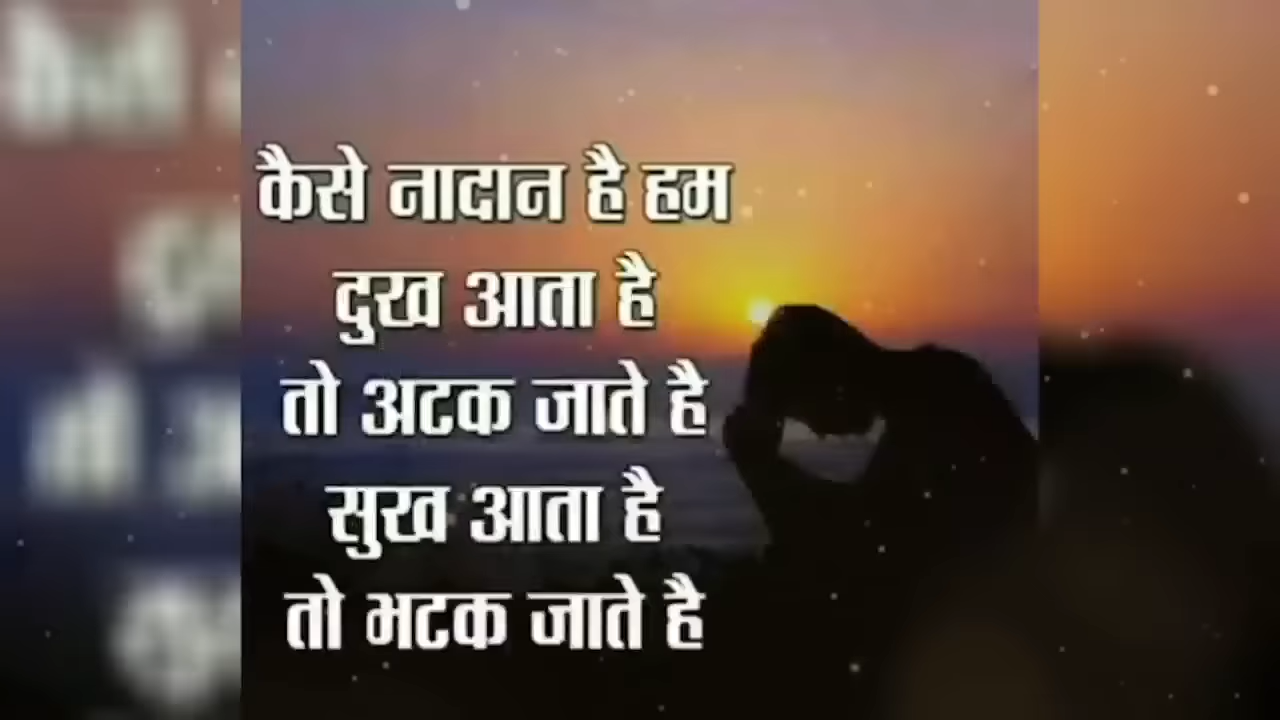 कैसे नादान है हम
दुख आता है
तो अटक जाते है
सुख आता है
तो भटक जाते है